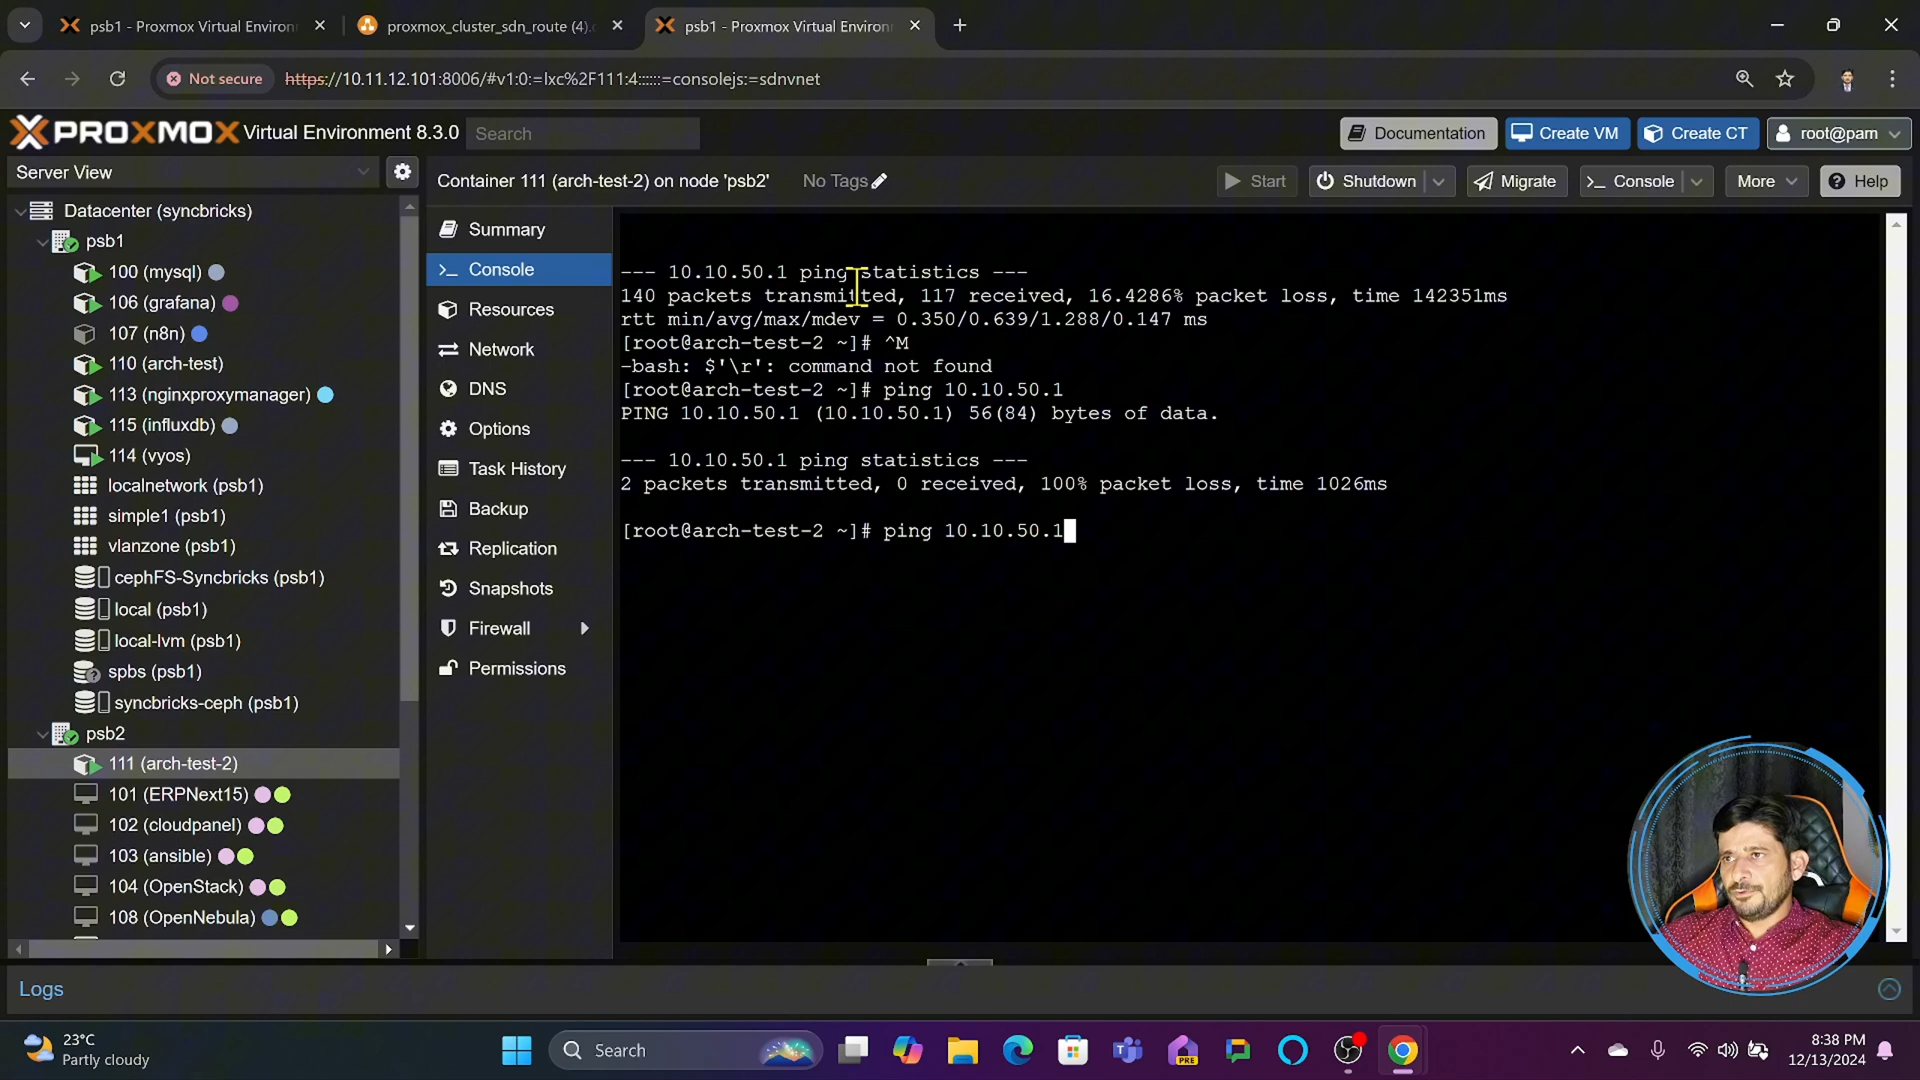 psb1 - Proxmox Virtual Environ
proxmox_cluster_sdn_route (4).c
psb1 - Proxmox Virtual Environ
Not secure
https://10.11.12.101:8006/#v1:0:=lxc%2F111:4::::::=consolejs:=sdnvnet
PROXMOX Virtual Environment 8.3.0
Search
Documentation
Create VM
Create CT
root@pam
Server View
Container 111 (arch-test-2) on node 'psb2'
No Tags
Start
Shutdown
Migrate
Console
More
Help
Datacenter (syncbricks)
psb1
100 (mysql)
106 (grafana)
107 (n8n)
110 (arch-test)
113 (nginxproxymanager)
115 (influxdb)
114 (vyos)
localnetwork (psb1)
simple1 (psb1)
vlanzone (psb1)
cephFS-Syncbricks (psb1)
local (psb1)
local-lvm (psb1)
spbs (psb1)
syncbricks-ceph (psb1)
psb2
111 (arch-test-2)
101 (ERPNext15)
102 (cloudpanel)
103 (ansible)
104 (OpenStack)
108 (OpenNebula)
Summary
Console
Resources
Network
DNS
Options
Task History
Backup
Replication
Snapshots
Firewall
Permissions
--- 10.10.50.1 ping statistics ---
140 packets transmitted, 117 received, 16.4286% packet loss, time 142351ms
rtt min/avg/max/mdev = 0.350/0.639/1.288/0.147 ms
[root@arch-test-2 ~]# ^M
-bash: $'\r': command not found
[root@arch-test-2 ~]# ping 10.10.50.1
PING 10.10.50.1 (10.10.50.1) 56(84) bytes of data.
--- 10.10.50.1 ping statistics ---
2 packets transmitted, 0 received, 100% packet loss, time 1026ms
[root@arch-test-2 ~]# ping 10.10.50.1
Logs
23°C
Partly cloudy
Search
PRE
8:38 PM
12/13/2024